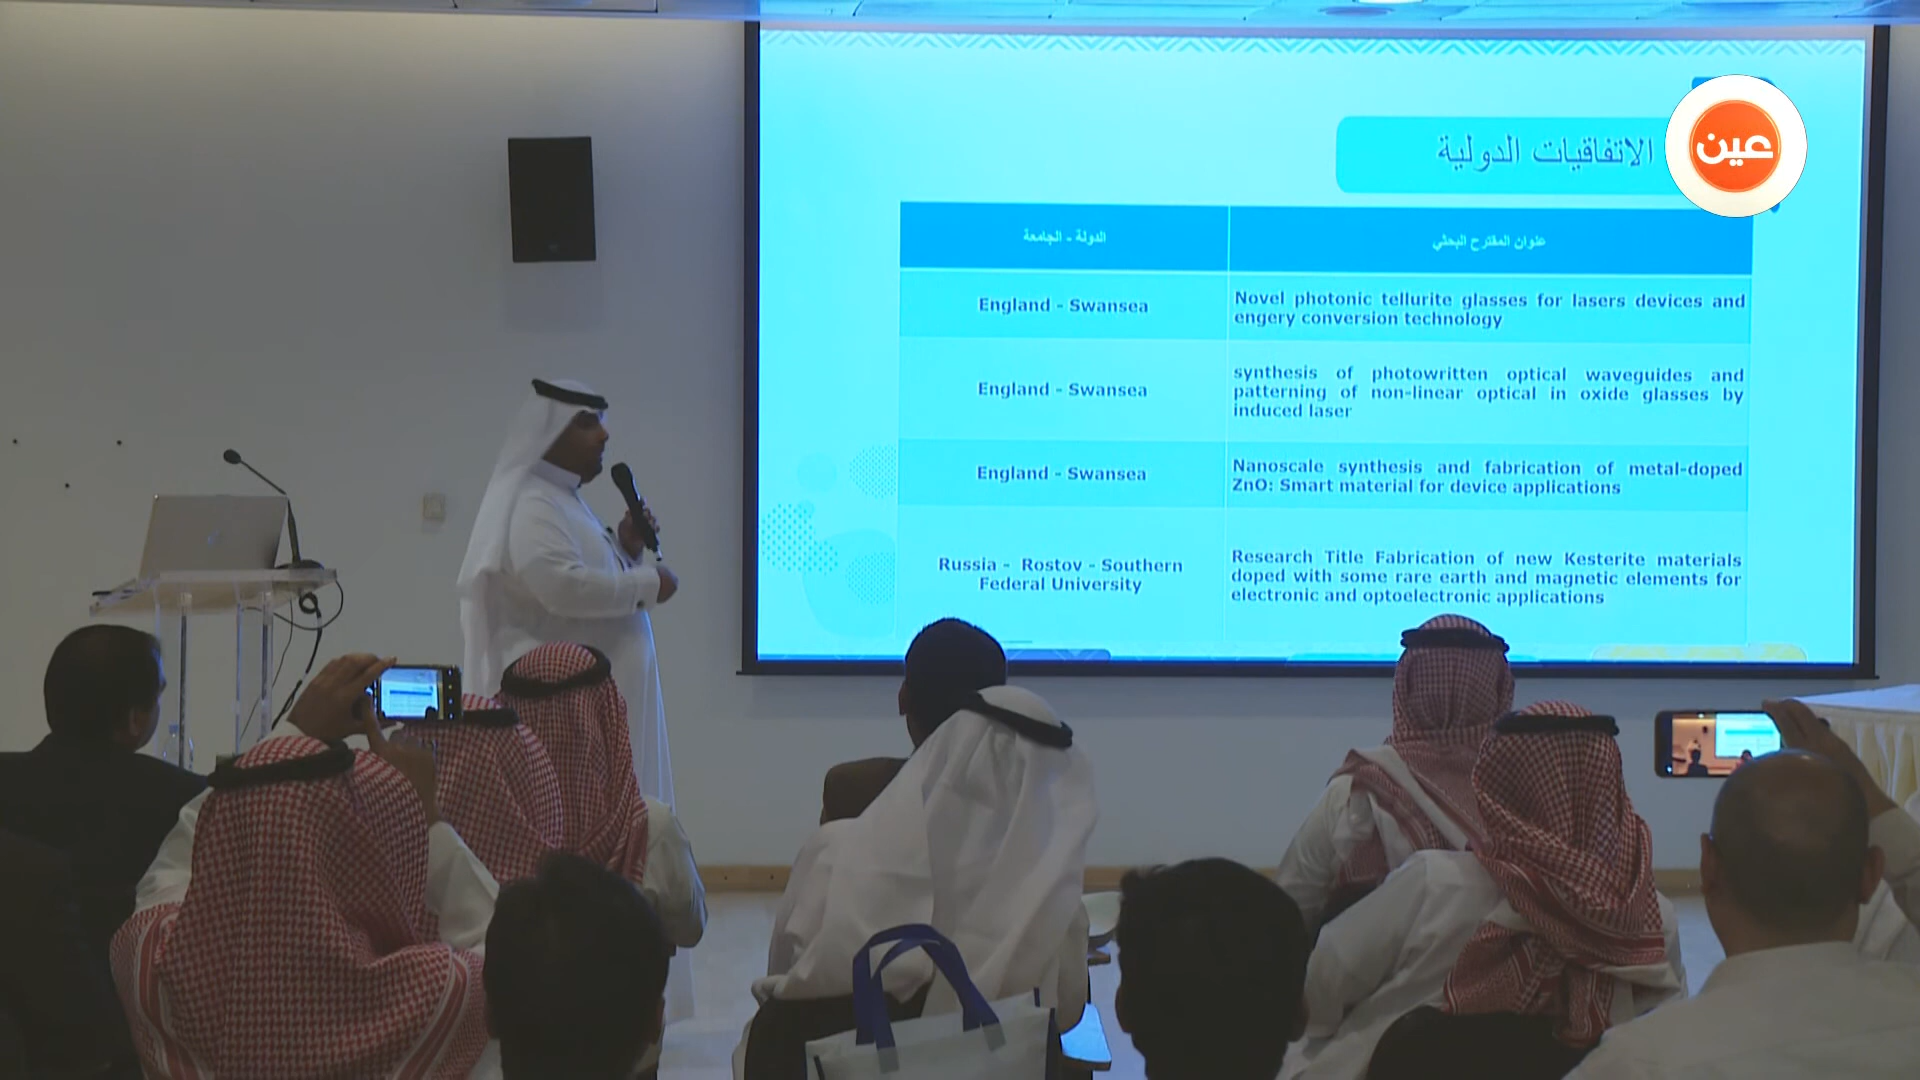 عين
الاتفاقيات الدولية
عنوان المقترح البحثي
الدولة - الجامعة
Novel photonic tellurite glasses for lasers devices and
engery conversion technology
England - Swansea
synthesis of photowritten optical waveguides and
patterning of non-linear optical in oxide glasses by
induced laser
England - Swansea
Nanoscale synthesis and fabrication of metal-doped
ZnO: Smart material for device applications
England - Swansea
Research Title Fabrication of new Kesterite materials
doped with some rare earth and magnetic elements for
electronic and optoelectronic applications
Russia - Rostov - Southern
Federal University